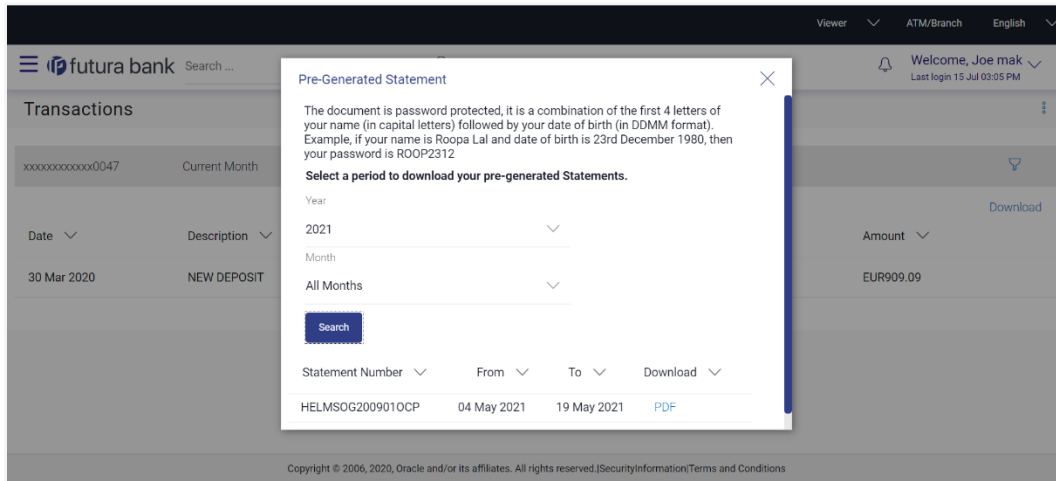 Viewer ATM/Branch English
futura bank Search ...
Welcome, Joe mak
Last login 15 Jul 03:05 PM
Transactions
xxxxxxxxxxxx0047 Current Month
Download
Date Description Amount
30 Mar 2020 NEW DEPOSIT EUR909.09
Pre-Generated Statement
The document is password protected, it is a combination of the first 4 letters of
your name (in capital letters) followed by your date of birth (in DDMM format).
Example, if your name is Roopa Lal and date of birth is 23rd December 1980, then
your password is ROOP2312
Select a period to download your pre-generated Statements.
Year
2021
Month
All Months
Search
Statement Number From To Download
HELMSOG200901OCP 04 May 2021 19 May 2021 PDF
Copyright © 2006, 2020, Oracle and/or its affiliates. All rights reserved.|SecurityInformation|Terms and Conditions